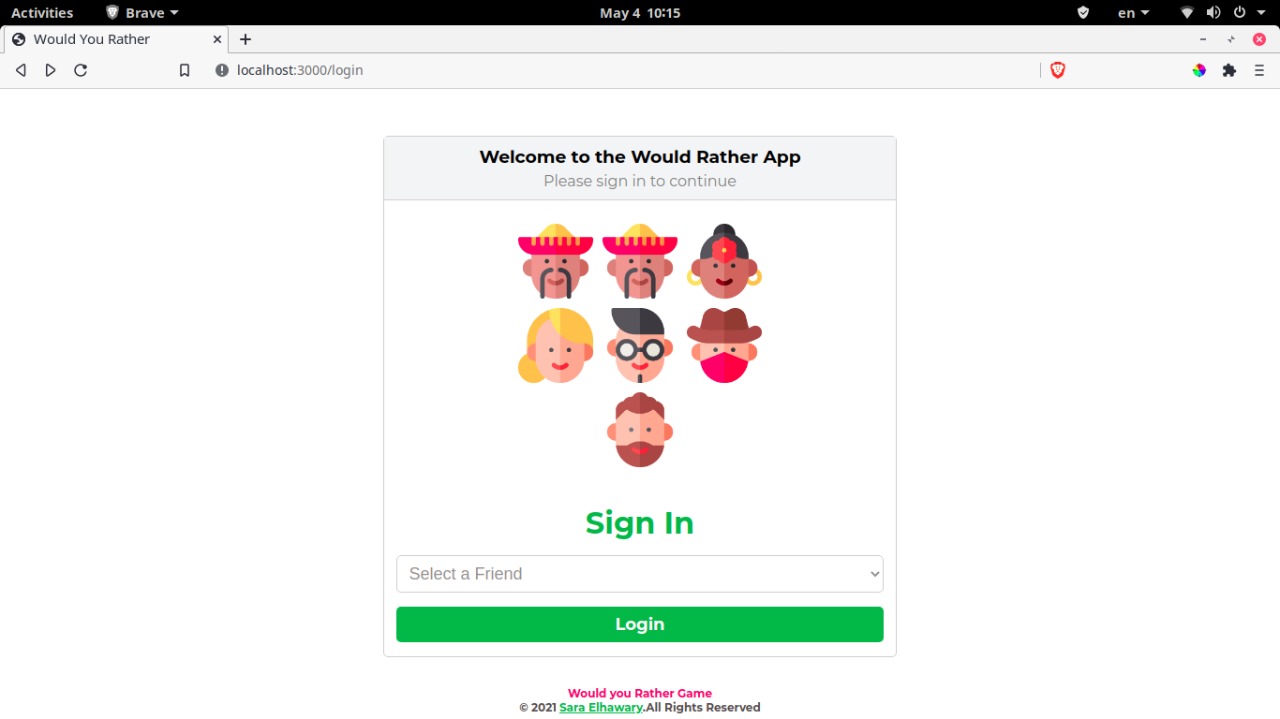 Activities Brave May 4 10:15 en
Would You Rather
localhost:3000/login
Welcome to the Would Rather App
Please sign in to continue
Sign In
Select a Friend
Login
Would you Rather Game
© 2021 Sara Elhawary.All Rights Reserved